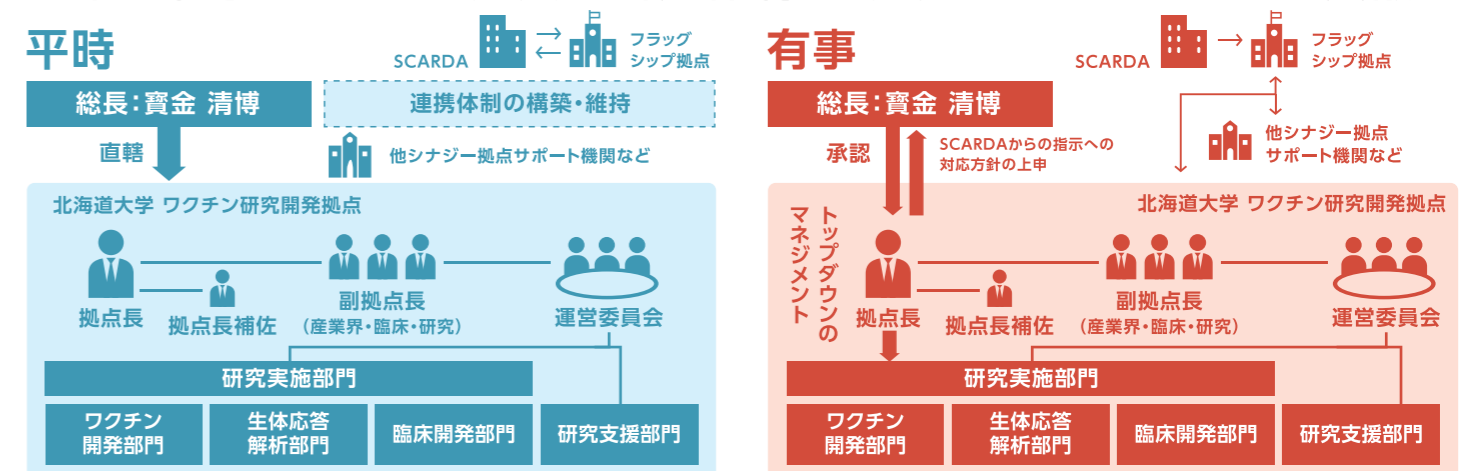 平時
SCARDA
フラッグ
シップ拠点
総長：寳金 清博
連携体制の構築・維持
直轄
他シナジー拠点サポート機関など
北海道大学 ワクチン研究開発拠点
拠点長
拠点長補佐
副拠点長
（産業界・臨床・研究）
運営委員会
研究実施部門
ワクチン
開発部門
生体応答
解析部門
臨床開発部門
研究支援部門
有事
SCARDA
フラッグ
シップ拠点
総長：寳金 清博
承認
SCARDAからの指示への
対応方針の上申
他シナジー拠点
サポート機関など
北海道大学 ワクチン研究開発拠点
トップダウンの
マネジメント
拠点長
拠点長補佐
副拠点長
（産業界・臨床・研究）
運営委員会
研究実施部門
ワクチン
開発部門
生体応答
解析部門
臨床開発部門
研究支援部門